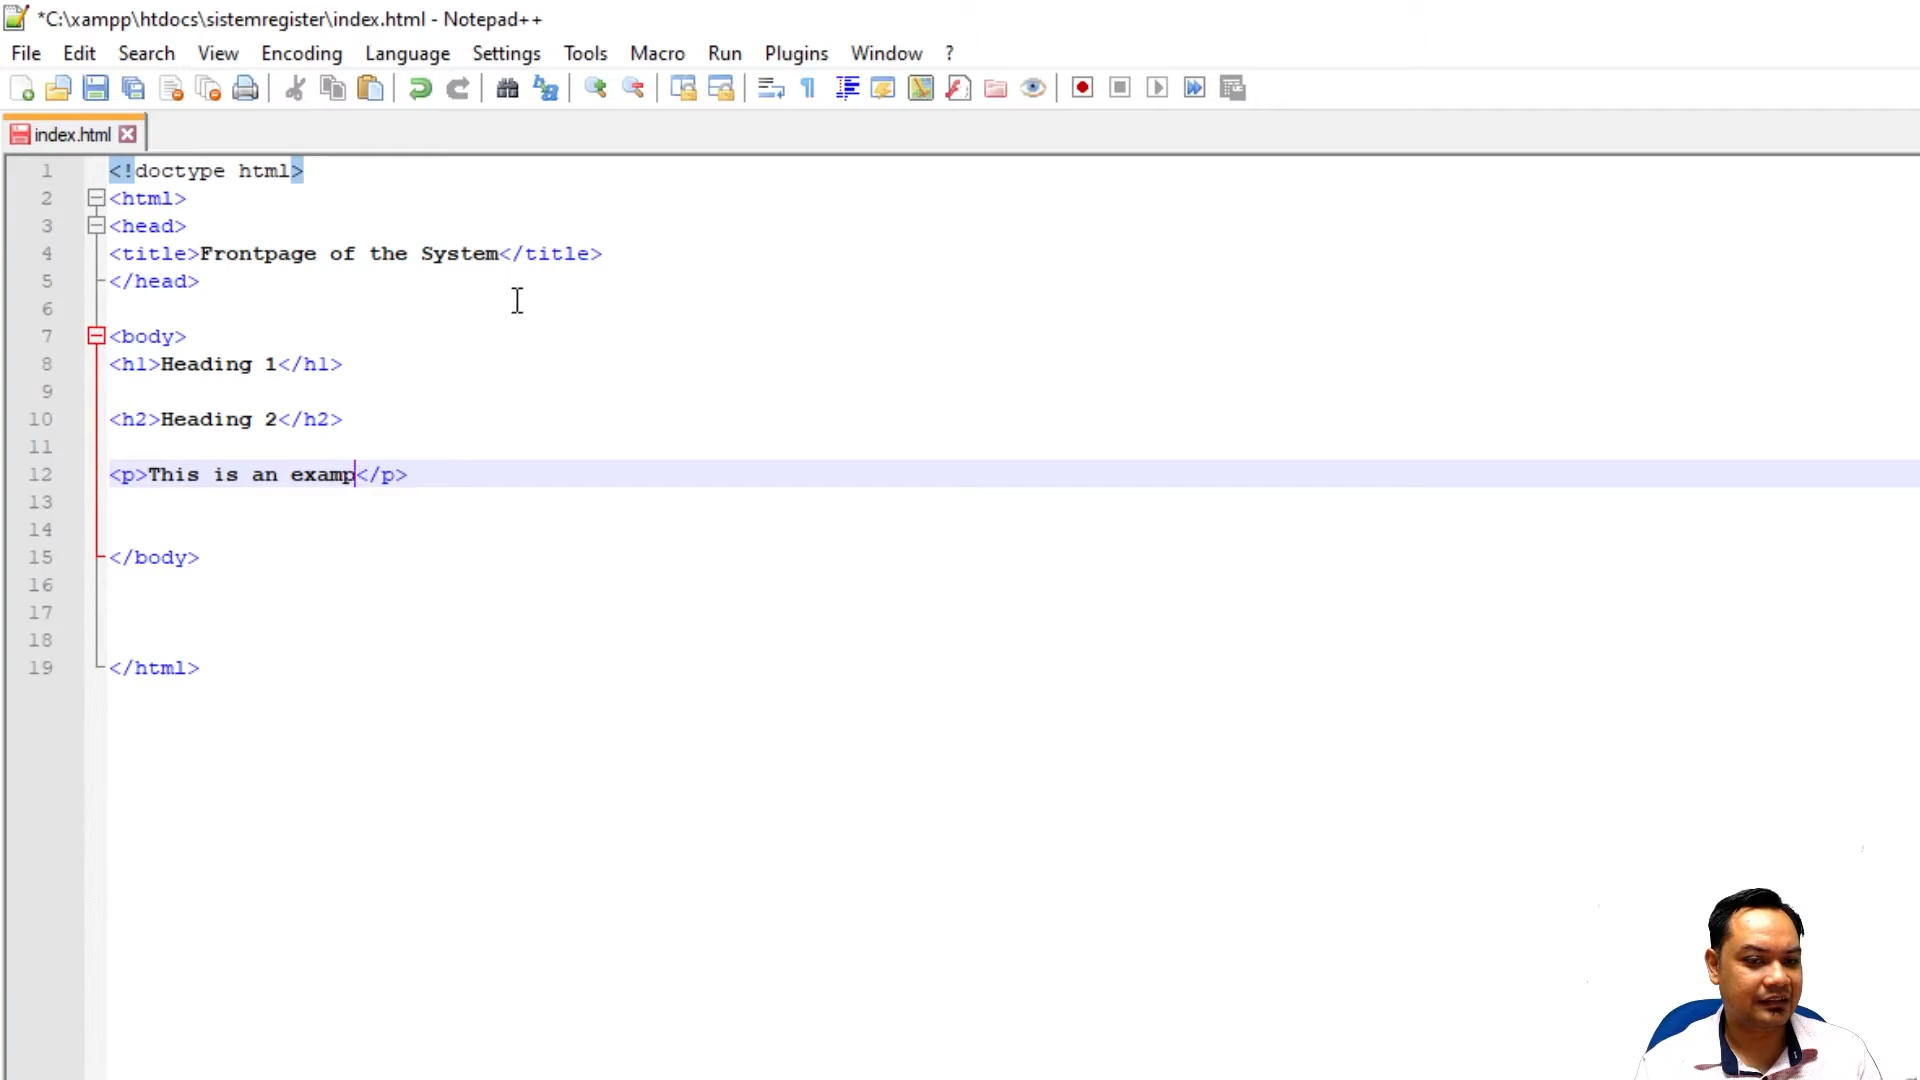 *C:\xampp\htdocs\sistemregister\index.html - Notepad++
File Edit Search View Encoding Language Settings Tools Macro Run Plugins Window ?
index.html
1 <!doctype html>
2 <html>
3 <head>
4 <title>Frontpage of the System</title>
5 </head>
6
7 <body>
8 <h1>Heading 1</h1>
9
10 <h2>Heading 2</h2>
11
12 <p>This is an examp</p>
13
14
15 </body>
16
17
18
19 </html>